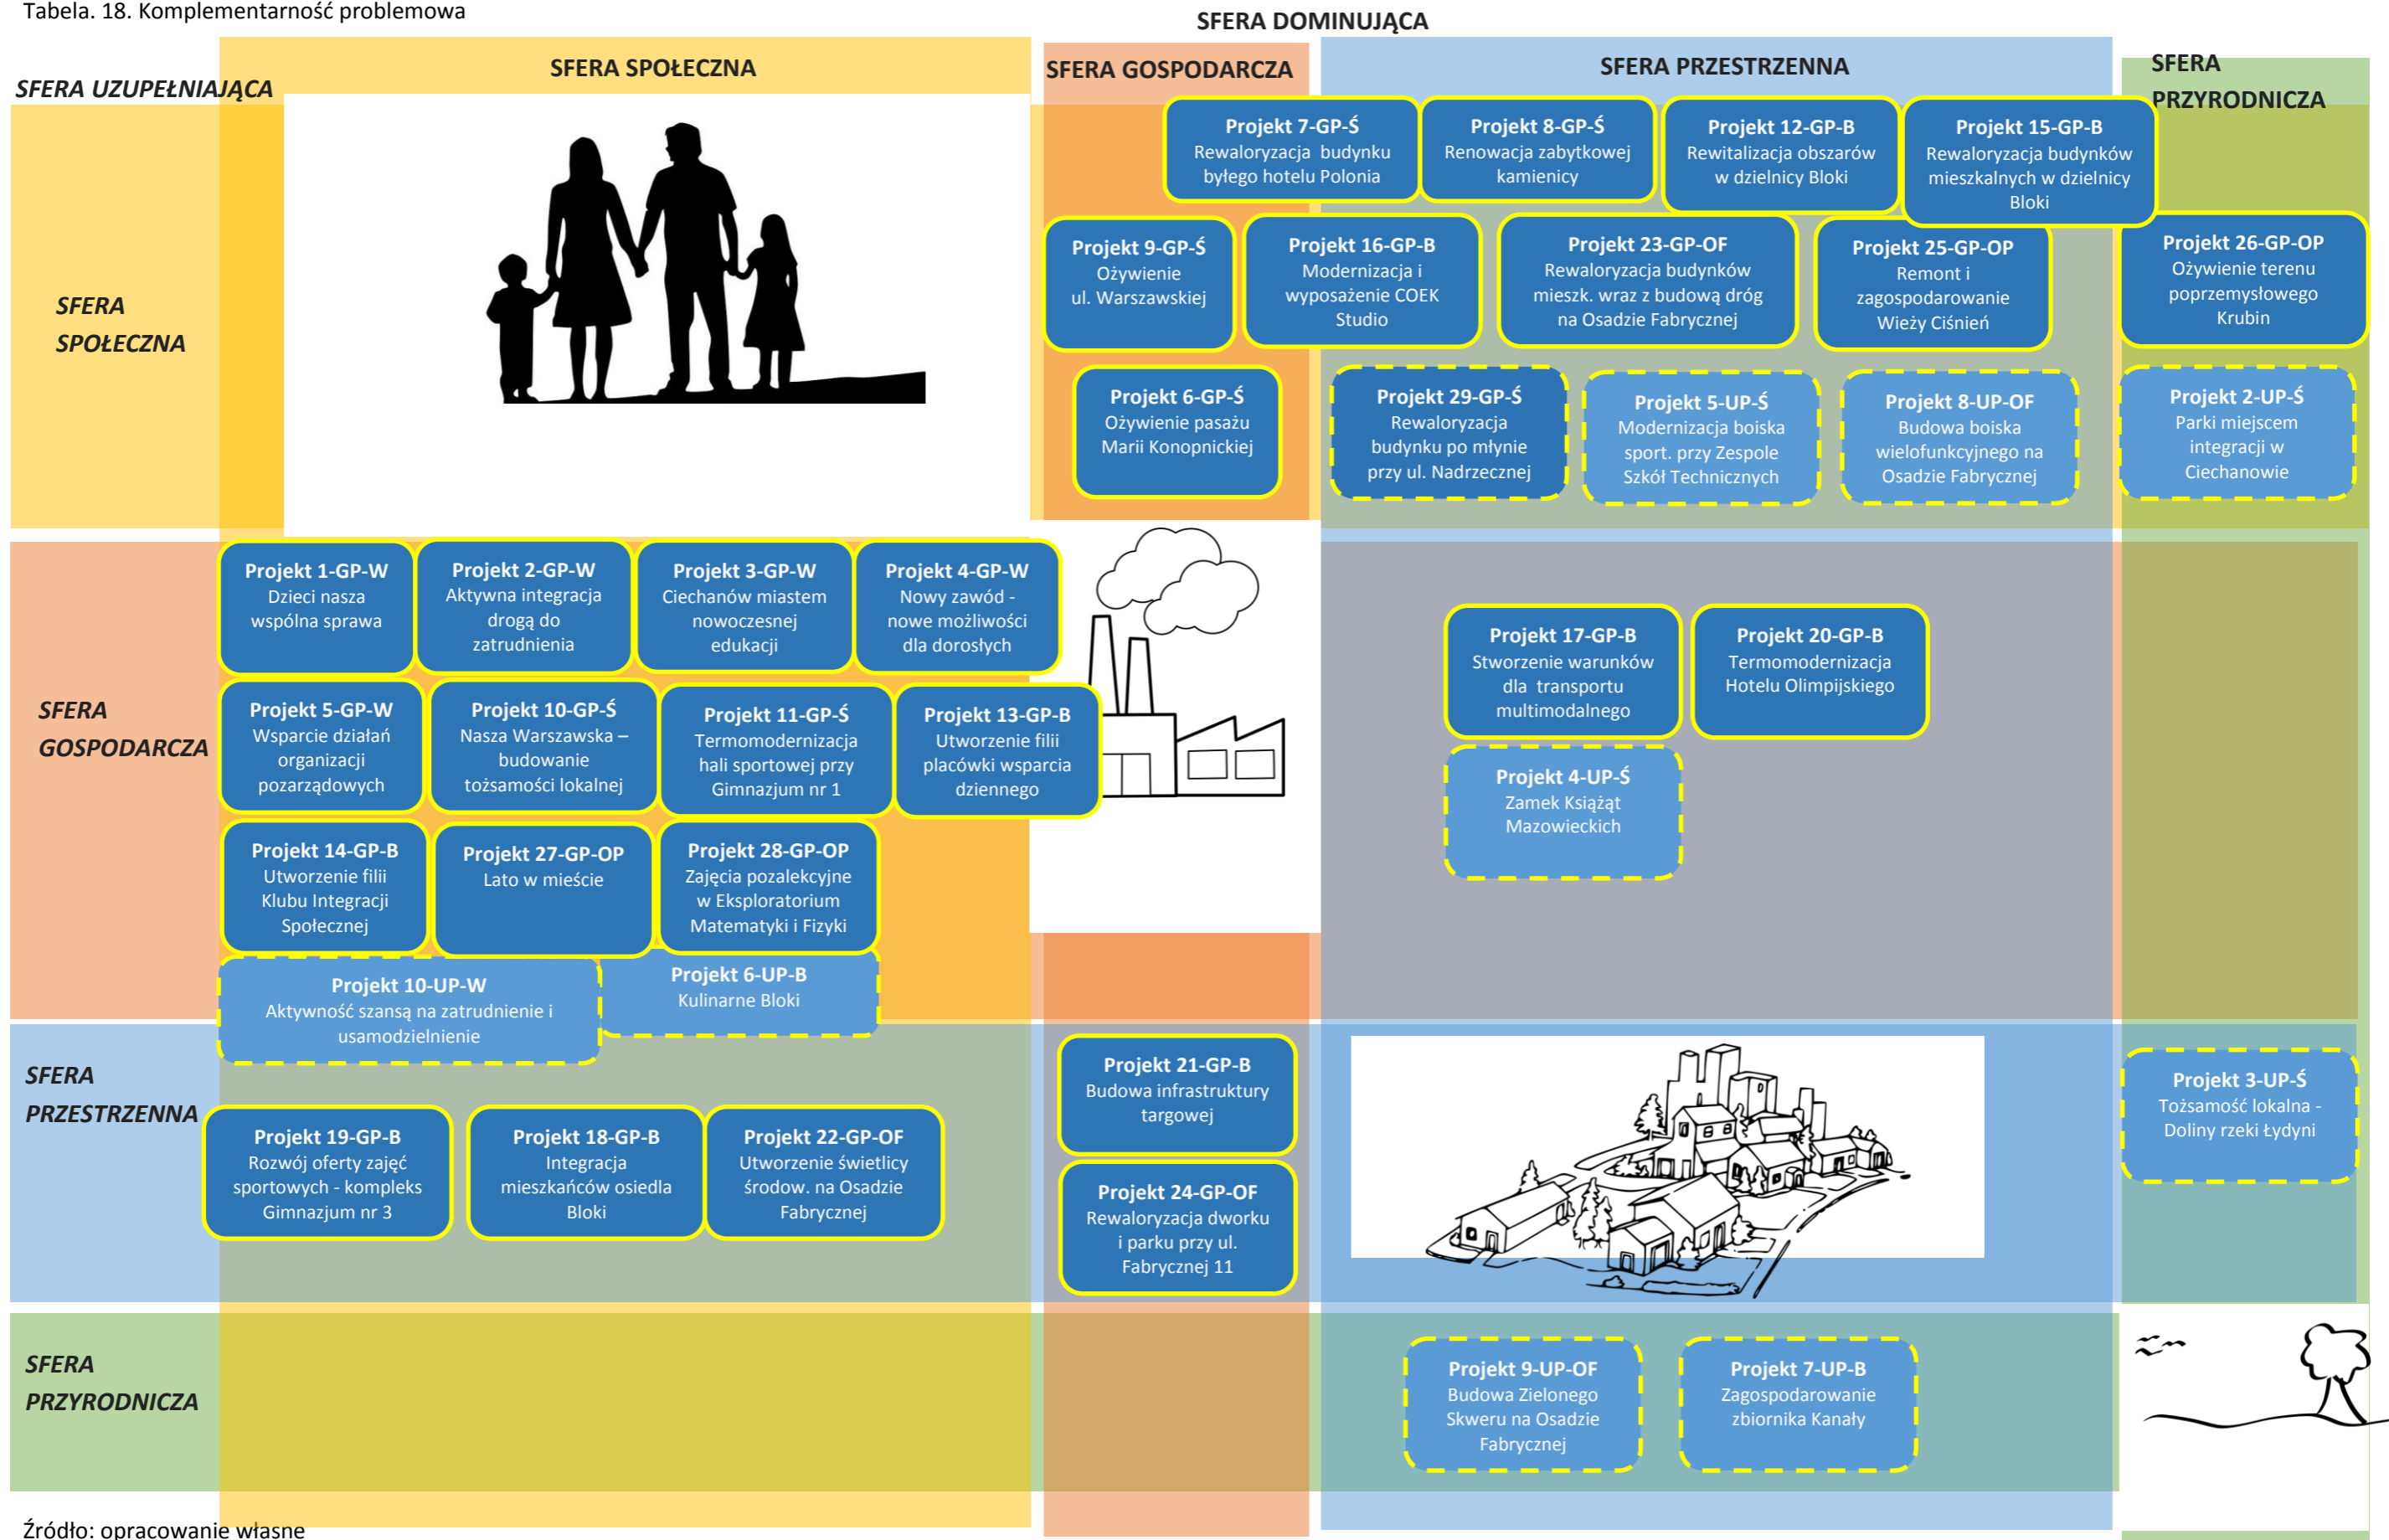 Tabela. 18. Komplementarność problemowa
SFERA DOMINUJĄCA
SFERA UZUPEŁNIAJĄCA
SFERA SPOŁECZNA
SFERA GOSPODARCZA
SFERA PRZESTRZENNA
SFERA
PRZYRODNICZA
SFERA
SPOŁECZNA
Projekt 7-GP-Ś
Rewaloryzacja budynku
byłego hotelu Polonia
Projekt 8-GP-Ś
Renowacja zabytkowej
kamienicy
Projekt 12-GP-B
Rewitalizacja obszarów
w dzielnicy Bloki
Projekt 15-GP-B
Rewaloryzacja budynków
mieszkalnych w dzielnicy
Bloki
Projekt 9-GP-Ś
Ożywienie
ul. Warszawskiej
Projekt 16-GP-B
Modernizacja i
wyposażenie COEK
Studio
Projekt 23-GP-OF
Rewaloryzacja budynków
mieszk. wraz z budową dróg
na Osadzie Fabrycznej
Projekt 25-GP-OP
Remont i
zagospodarowanie
Wieży Ciśnień
Projekt 26-GP-OP
Ożywienie terenu
poprzemysłowego
Krubin
Projekt 6-GP-Ś
Ożywienie pasażu
Marii Konopnickiej
Projekt 29-GP-Ś
Rewaloryzacja
budynku po młynie
przy ul. Nadrzecznej
Projekt 5-UP-Ś
Modernizacja boiska
sport. przy Zespole
Szkół Technicznych
Projekt 8-UP-OF
Budowa boiska
wielofunkcyjnego na
Osadzie Fabrycznej
Projekt 2-UP-Ś
Parki miejscem
integracji w
Ciechanowie
SFERA
GOSPODARCZA
Projekt 1-GP-W
Dzieci nasza
wspólna sprawa
Projekt 2-GP-W
Aktywna integracja
drogą do
zatrudnienia
Projekt 3-GP-W
Ciechanów miastem
nowoczesnej
edukacji
Projekt 4-GP-W
Nowy zawód -
nowe możliwości
dla dorosłych
Projekt 5-GP-W
Wsparcie działań
organizacji
pozarządowych
Projekt 10-GP-Ś
Nasza Warszawska –
budowanie
tożsamości lokalnej
Projekt 11-GP-Ś
Termomodernizacja
hali sportowej przy
Gimnazjum nr 1
Projekt 13-GP-B
Utworzenie filii
placówki wsparcia
dziennego
Projekt 17-GP-B
Stworzenie warunków
dla transportu
multimodalnego
Projekt 20-GP-B
Termomodernizacja
Hotelu Olimpijskiego
Projekt 4-UP-Ś
Zamek Książąt
Mazowieckich
Projekt 14-GP-B
Utworzenie filii
Klubu Integracji
Społecznej
Projekt 27-GP-OP
Lato w mieście
Projekt 28-GP-OP
Zajęcia pozalekcyjne
w Eksploratorium
Matematyki i Fizyki
Projekt 10-UP-W
Aktywność szansą na zatrudnienie i
usamodzielnienie
Projekt 6-UP-B
Kulinarne Bloki
SFERA
PRZESTRZENNA
Projekt 19-GP-B
Rozwój oferty zajęć
sportowych - kompleks
Gimnazjum nr 3
Projekt 18-GP-B
Integracja
mieszkańców osiedla
Bloki
Projekt 22-GP-OF
Utworzenie świetlicy
środow. na Osadzie
Fabrycznej
Projekt 21-GP-B
Budowa infrastruktury
targowej
Projekt 24-GP-OF
Rewaloryzacja dworku
i parku przy ul.
Fabrycznej 11
Projekt 3-UP-Ś
Tożsamość lokalna -
Doliny rzeki Łydyni
SFERA
PRZYRODNICZA
Projekt 9-UP-OF
Budowa Zielonego
Skweru na Osadzie
Fabrycznej
Projekt 7-UP-B
Zagospodarowanie
zbiornika Kanały
Źródło: opracowanie własne